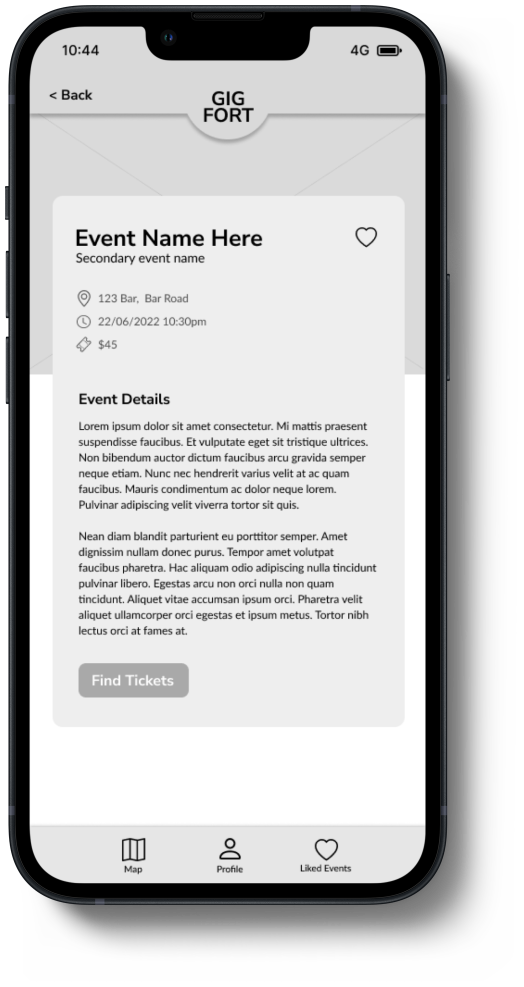 10:44
4G
< Back
GIG
FORT
Event Name Here
Secondary event name
123 Bar, Bar Road
22/06/2022 10:30pm
$45
Event Details
Lorem ipsum dolor sit amet consectetur. Mi mattis praesent
suspendisse faucibus. Et vulputate eget sit tristique ultrices.
Non bibendum auctor dictum faucibus arcu gravida semper
neque etiam. Nunc nec hendrerit varius velit at ac quam
faucibus. Mauris condimentum ac dolor neque lorem.
Pulvinar adipiscing velit viverra tortor sit quis.
Nean diam blandit parturient eu porttitor semper. Amet
dignissim nullam donec purus. Tempor amet volutpat
faucibus pharetra. Hac aliquam odio adipiscing nulla tincidunt
pulvinar libero. Egestas arcu non orci nulla non quam
tincidunt. Aliquet vitae accumsan ipsum orci. Pharetra velit
aliquet ullamcorper orci egestas et ipsum metus. Tortor nibh
lectus orci at fames at.
Find Tickets
Map
Profile
Liked Events